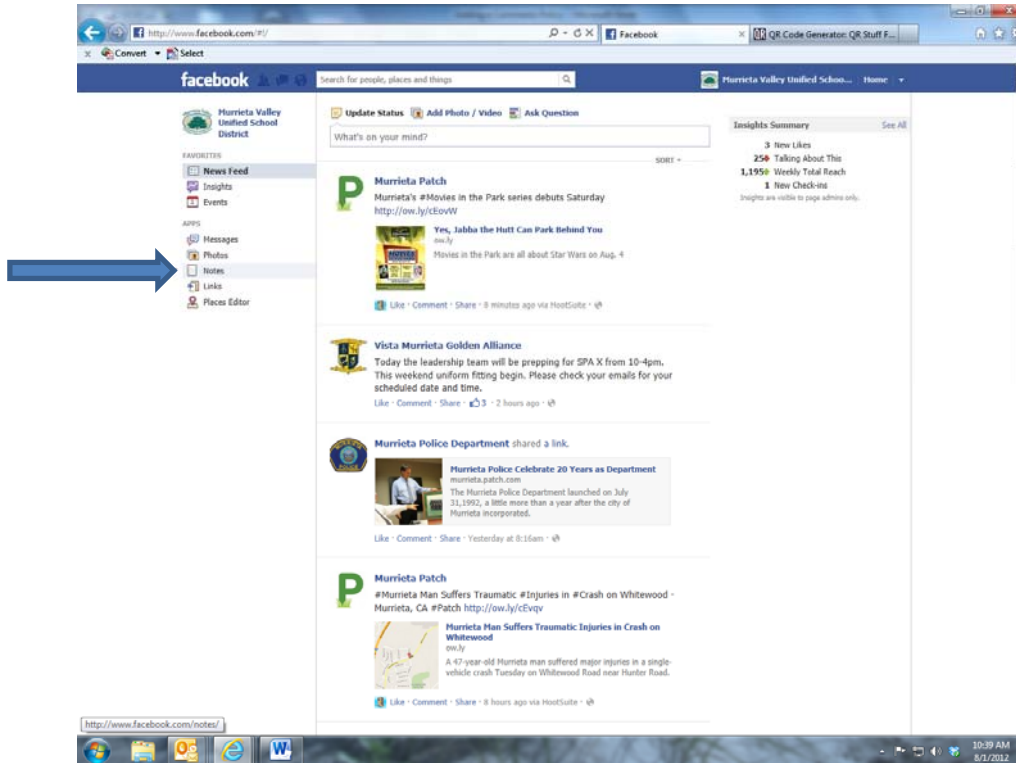 http://www.facebook.com/#!/
Facebook
QR Code Generator: QR Stuff F...
x Convert Select
facebook
Search for people, places and things
Murrieta Valley Unified Schoo... Home
Murrieta Valley
Unified School
District
FAVORITES
News Feed
Insights
Events
APPS
Messages
Photos
Notes
Links
Places Editor
Update Status Add Photo / Video Ask Question
What's on your mind?
SORT
Murrieta Patch
Murrieta's #Movies in the Park series debuts Saturday
http://ow.ly/cEovW
Yes, Jabba the Hutt Can Park Behind You
ow.ly
Movies in the Park are all about Star Wars on Aug. 4
Like · Comment · Share · 8 minutes ago via HootSuite ·
Vista Murrieta Golden Alliance
Today the leadership team will be prepping for SPA X from 10-4pm.
This weekend uniform fitting begin. Please check your emails for your
scheduled date and time.
Like · Comment · Share · 3 · 2 hours ago ·
Murrieta Police Department shared a link.
Murrieta Police Celebrate 20 Years as Department
murrieta.patch.com
The Murrieta Police Department launched on July
31,1992, a little more than a year after the city of
Murrieta incorporated.
Like · Comment · Share · Yesterday at 8:16am ·
Murrieta Patch
#Murrieta Man Suffers Traumatic #Injuries in #Crash on Whitewood -
Murrieta, CA #Patch http://ow.ly/cEvqv
Murrieta Man Suffers Traumatic Injuries in Crash on
Whitewood
ow.ly
A 47-year-old Murrieta man suffered major injuries in a single-
vehicle crash Tuesday on Whitewood Road near Hunter Road.
Like · Comment · Share · 8 hours ago via HootSuite ·
Insights Summary See All
3 New Likes
25 Talking About This
1,195 Weekly Total Reach
1 New Check-ins
Insights are visible to page admins only.
http://www.facebook.com/notes/
10:39 AM
8/1/2012